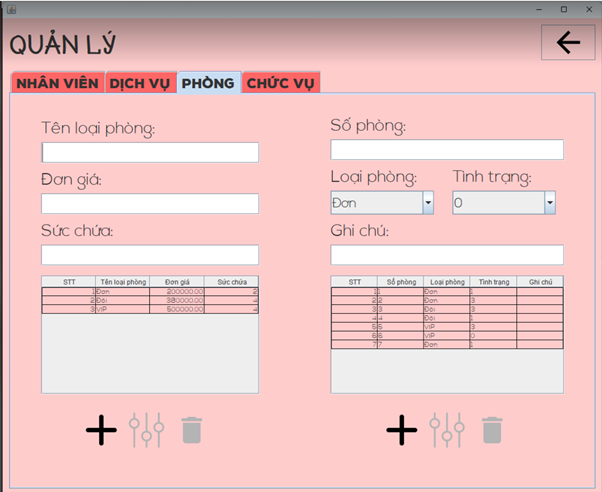 QUẢN LÝ
NHÂN VIÊN DỊCH VỤ PHÒNG CHỨC VỤ
Tên loại phòng:
Đơn giá:
Sức chứa:
STT Tên loại phòng Đơn giá Sức chứa
1 Đơn 200000.00 2
2 Đôi 380000.00 4
3 VIP 500000.00 4
Số phòng:
Loại phòng: Tình trạng:
Đơn 0
Ghi chú:
STT Số phòng Loại phòng Tình trạng Ghi chú
1 1 Đơn 1
2 2 Đơn 3
3 3 Đôi 3
4 4 Đôi 1
5 5 VIP 3
6 6 VIP 0
7 7 Đơn 1